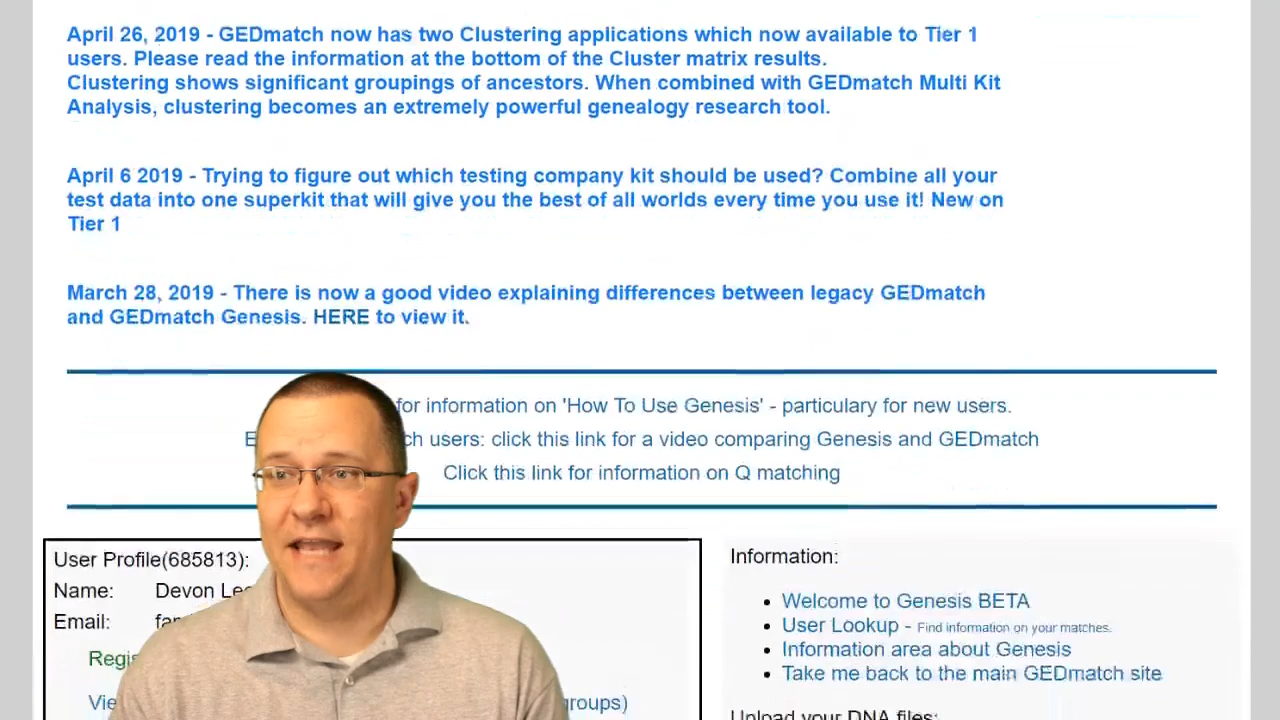 April 26, 2019 - GEDmatch now has two Clustering applications which now available to Tier 1
users. Please read the information at the bottom of the Cluster matrix results.
Clustering shows significant groupings of ancestors. When combined with GEDmatch Multi Kit
Analysis, clustering becomes an extremely powerful genealogy research tool.
April 6 2019 - Trying to figure out which testing company kit should be used? Combine all your
test data into one superkit that will give you the best of all worlds every time you use it! New on
Tier 1
March 28, 2019 - There is now a good video explaining differences between legacy GEDmatch
and GEDmatch Genesis. HERE to view it.
for information on 'How To Use Genesis' - particulary for new users.
users: click this link for a video comparing Genesis and GEDmatch
Click this link for information on Q matching
User Profile(685813):
Name: Devon
Email:
groups)
Information:
Welcome to Genesis BETA
User Lookup - Find information on your matches.
Information area about Genesis
Take me back to the main GEDmatch site
Upload your DNA files: